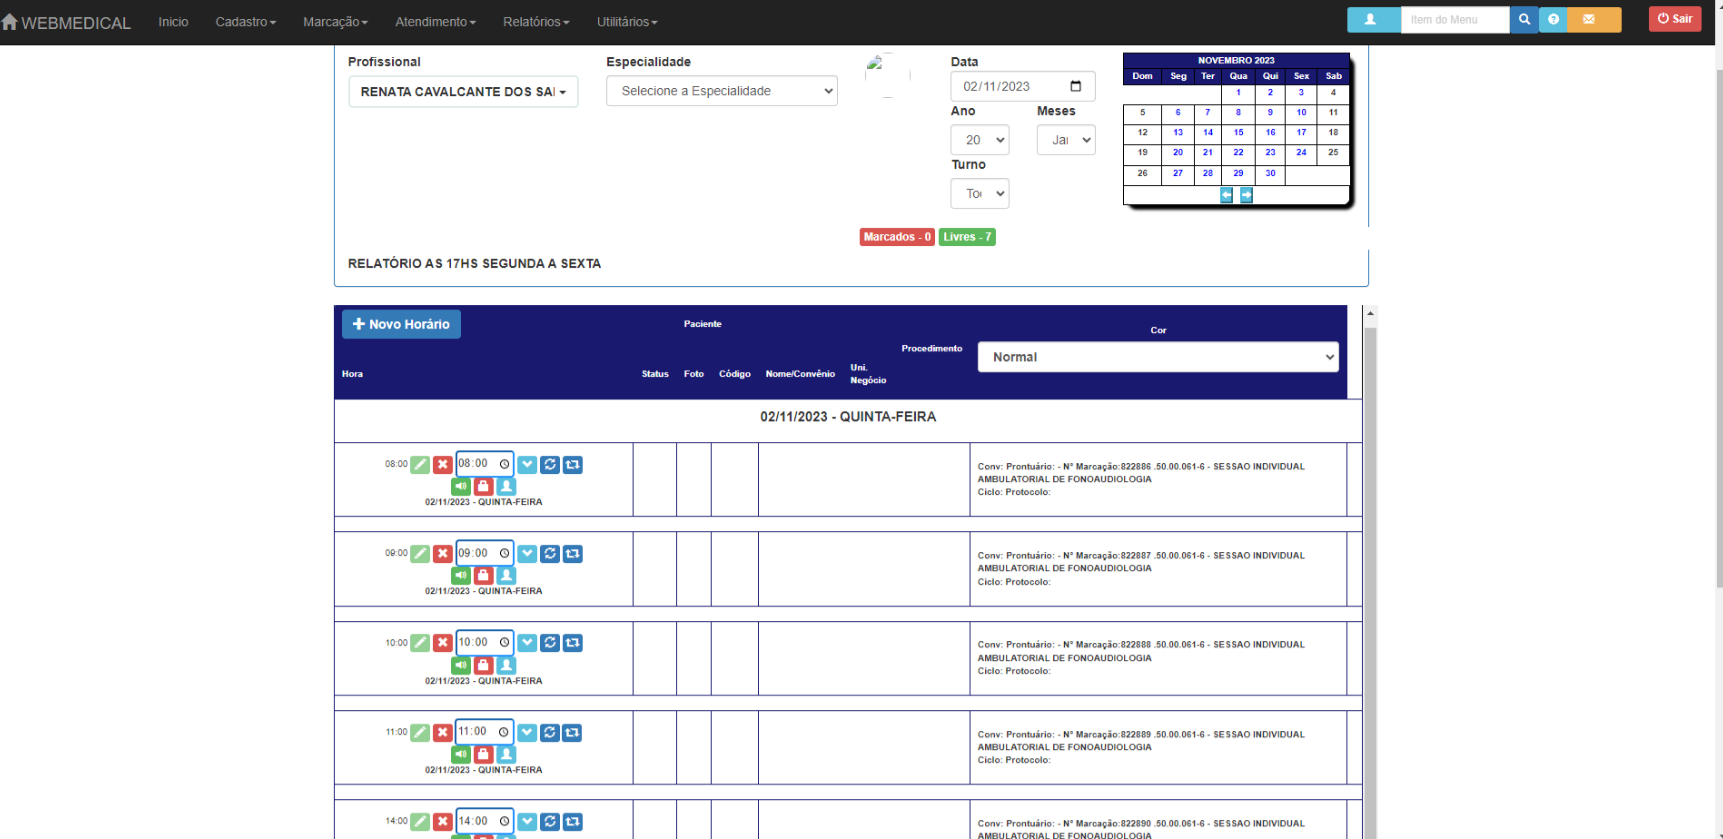 WEBMEDICAL Inicio Cadastro Marcação Atendimento Relatórios Utilitários Item do Menu Sair
Profissional
RENATA CAVALCANTE DOS SAI
Especialidade
Selecione a Especialidade
Data
02/11/2023
Ano Meses
20 Jai
Turno
Toı
NOVEMBRO 2023
Dom Seg Ter Qua Qui Sex Sab
1 2 3 4
5 6 7 8 9 10 11
12 13 14 15 16 17 18
19 20 21 22 23 24 25
26 27 28 29 30
Marcados - 0 Livres - 7
RELATÓRIO AS 17HS SEGUNDA A SEXTA
Novo Horário
Paciente
Cor
Procedimento
Normal
Hora Status Foto Código Nome/Convênio Uni.
Negócio
02/11/2023 - QUINTA-FEIRA
08:00 08:00
02/11/2023 - QUINTA-FEIRA
Conv: Prontuário: - N° Marcação:822886 .50.00.061-6 - SESSAO INDIVIDUAL
AMBULATORIAL DE FONOAUDIOLOGIA
Ciclo: Protocolo:
09:00 09:00
02/11/2023 - QUINTA-FEIRA
Conv: Prontuário: - N° Marcação:822887 .50.00.061-6 - SESSAO INDIVIDUAL
AMBULATORIAL DE FONOAUDIOLOGIA
Ciclo: Protocolo:
10:00 10:00
02/11/2023 - QUINTA-FEIRA
Conv: Prontuário: - N° Marcação:822888 .50.00.061-6 - SESSAO INDIVIDUAL
AMBULATORIAL DE FONOAUDIOLOGIA
Ciclo: Protocolo:
11:00 11:00
02/11/2023 - QUINTA-FEIRA
Conv: Prontuário: - N° Marcação:822889 .50.00.061-6 - SESSAO INDIVIDUAL
AMBULATORIAL DE FONOAUDIOLOGIA
Ciclo: Protocolo:
14:00 14:00
Conv: Prontuário: - N° Marcação:822890 .50.00.061-6 - SESSAO INDIVIDUAL
AMBULATORIAL DE FONOAUDIOLOGIA